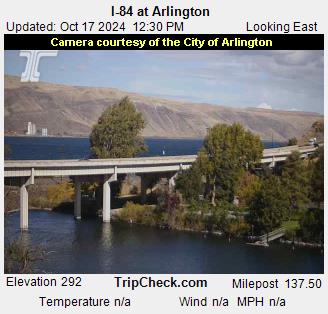 I-84 at Arlington
Updated: Oct 17 2024 12:30 PM Looking East
Camera courtesy of the City of Arlington
Elevation 292 TripCheck.com Milepost 137.50
Temperature n/a Wind n/a MPH n/a